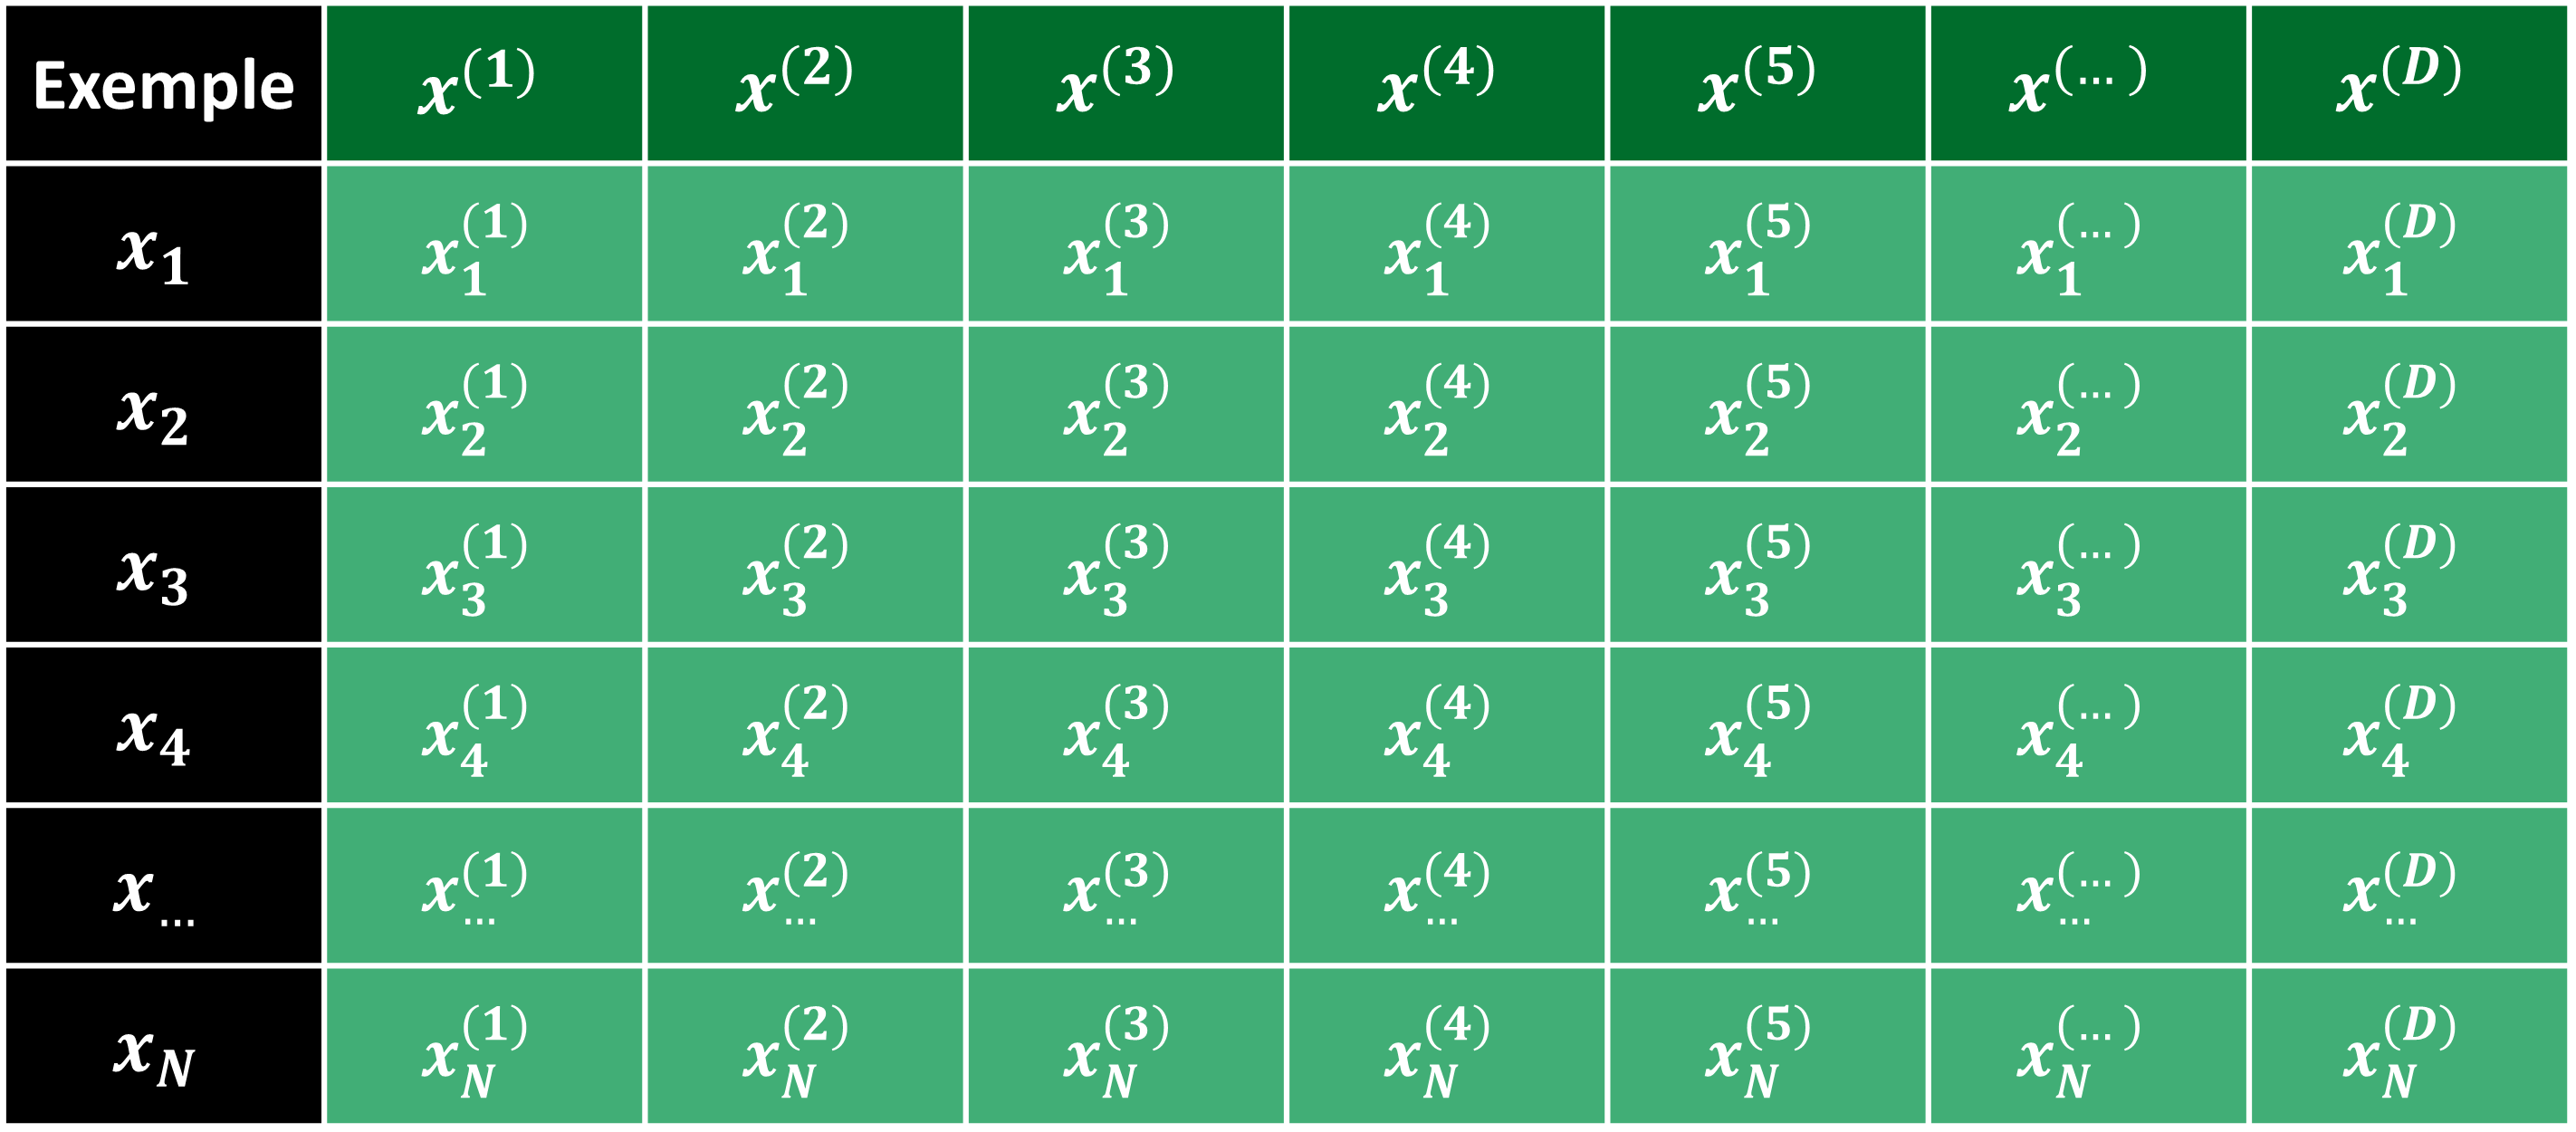 Exemple x^(1) x^(2) x^(3) x^(4) x^(5) x^(...) x^(D)
x_1 x_1^(1) x_1^(2) x_1^(3) x_1^(4) x_1^(5) x_1^(...) x_1^(D)
x_2 x_2^(1) x_2^(2) x_2^(3) x_2^(4) x_2^(5) x_2^(...) x_2^(D)
x_3 x_3^(1) x_3^(2) x_3^(3) x_3^(4) x_3^(5) x_3^(...) x_3^(D)
x_4 x_4^(1) x_4^(2) x_4^(3) x_4^(4) x_4^(5) x_4^(...) x_4^(D)
x_... x_...^(1) x_...^(2) x_...^(3) x_...^(4) x_...^(5) x_...^(...) x_...^(D)
x_N x_N^(1) x_N^(2) x_N^(3) x_N^(4) x_N^(5) x_N^(...) x_N^(D)